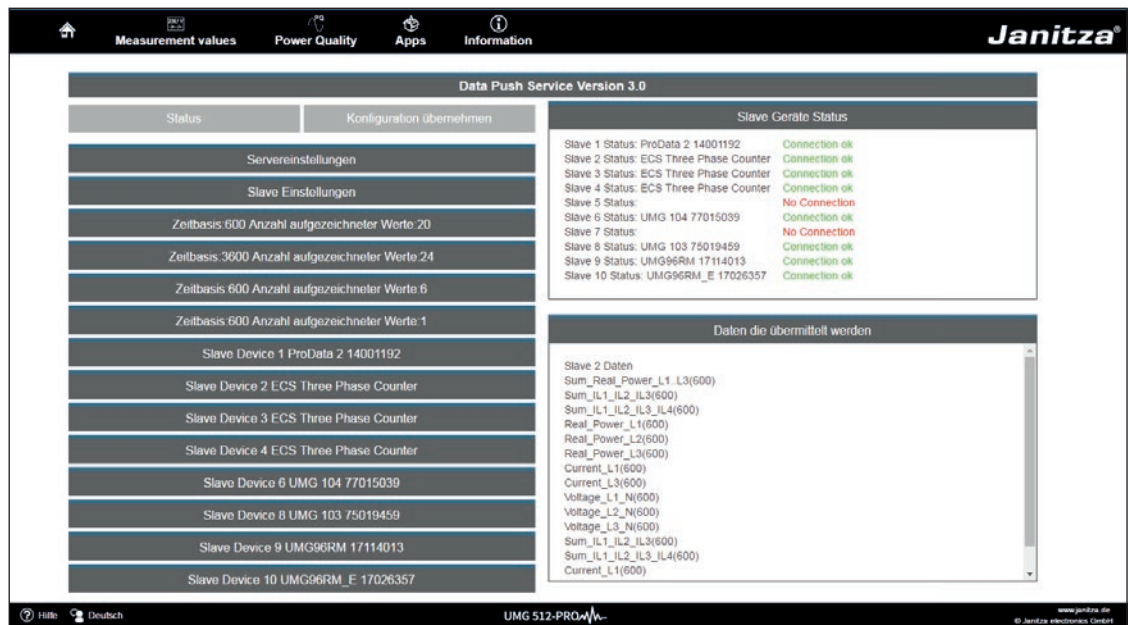 Measurement values
Power Quality
Apps
Information
Janitza®
Data Push Service Version 3.0
Status
Konfiguration übernehmen
Servereinstellungen
Slave Einstellungen
Zeitbasis:600 Anzahl aufgezeichneter Werte:20
Zeitbasis:3600 Anzahl aufgezeichneter Werte:24
Zeitbasis:600 Anzahl aufgezeichneter Werte:6
Zeitbasis:600 Anzahl aufgezeichneter Werte:1
Slave Device 1 ProData 2 14001192
Slave Device 2 ECS Three Phase Counter
Slave Device 3 ECS Three Phase Counter
Slave Device 4 ECS Three Phase Counter
Slave Device 6 UMG 104 77015039
Slave Device 8 UMG 103 75019459
Slave Device 9 UMG96RM 17114013
Slave Device 10 UMG96RM_E 17026357
Slave Geräte Status
Slave 1 Status: ProData 2 14001192 Connection ok
Slave 2 Status: ECS Three Phase Counter Connection ok
Slave 3 Status: ECS Three Phase Counter Connection ok
Slave 4 Status: ECS Three Phase Counter Connection ok
Slave 5 Status: No Connection
Slave 6 Status: UMG 104 77015039 Connection ok
Slave 7 Status: No Connection
Slave 8 Status: UMG 103 75019459 Connection ok
Slave 9 Status: UMG96RM 17114013 Connection ok
Slave 10 Status: UMG96RM_E 17026357 Connection ok
Daten die übermittelt werden
Slave 2 Daten
Sum_Real_Power_L1..L3(600)
Sum_IL1_IL2_IL3(600)
Sum_IL1_IL2_IL3_IL4(600)
Real_Power_L1(600)
Real_Power_L2(600)
Real_Power_L3(600)
Current_L1(600)
Current_L3(600)
Voltage_L1_N(600)
Voltage_L2_N(600)
Voltage_L3_N(600)
Sum_IL1_IL2_IL3(600)
Sum_IL1_IL2_IL3_IL4(600)
Current_L1(600)
Hilfe
Deutsch
UMG 512-PRO
www.janitza.de
© Janitza electronics GmbH